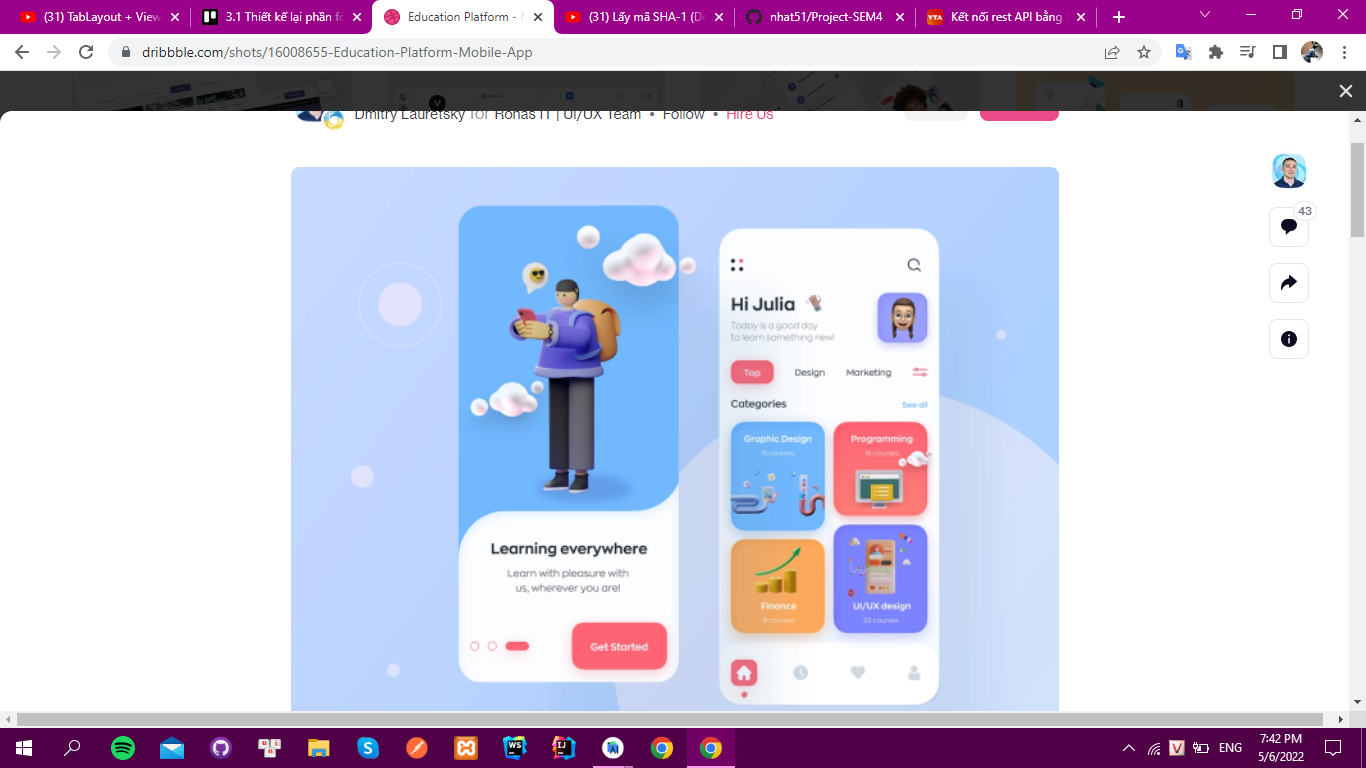 (31) TabLayout + View
3.1 Thiết kế lại phần fo
Education Platform - M
(31) Lấy mã SHA-1 (De
nhat51/Project-SEM4
VTA
Kết nối rest API bằng
dribbble.com/shots/16008655-Education-Platform-Mobile-App
Dmitry Lauretsky for Ronas IT | UI/UX Team • Follow • Hire Us
43
Hi Julia
Today is a good day
to learn something new!
Top Design Marketing
Categories See all
Graphic Design
15 courses
Programming
Learning everywhere
Learn with pleasure with
us, wherever you are!
Get Started
Finance
3 courses
UI/UX design
22 courses
V
ENG
7:42 PM
5/6/2022